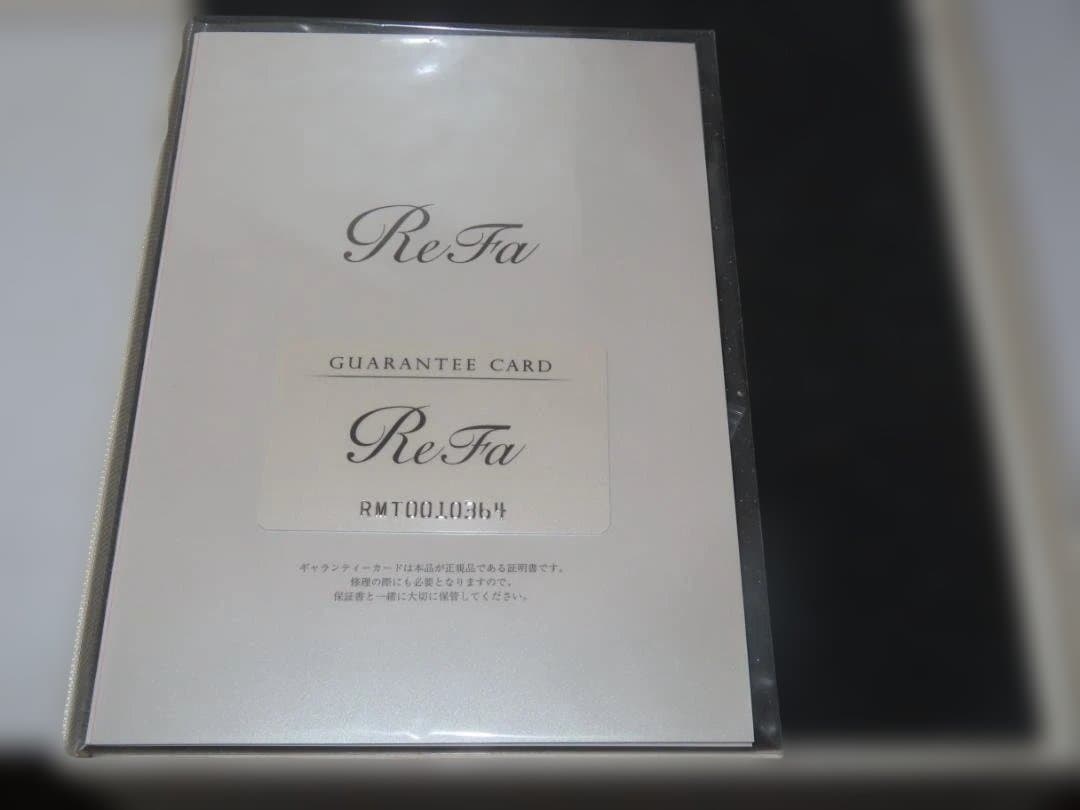 ReFa
GUARANTEE CARD
ReFa
RMT0010364
ギャランティーカードは本品が正規品である証明書です。
修理の際にも必要となりますので、
保証書と一緒に大切に保管してください。